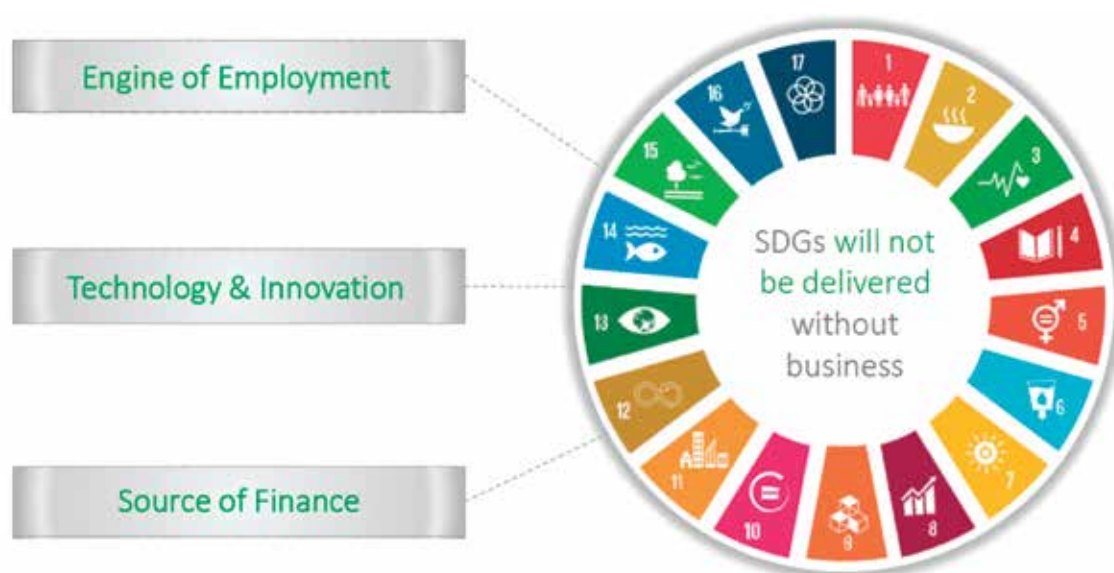 Engine of Employment
Technology & Innovation
Source of Finance
SDGs will not
be delivered
without
business
1
2
3
4
5
6
7
8
9
10
11
12
13
14
15
16
17